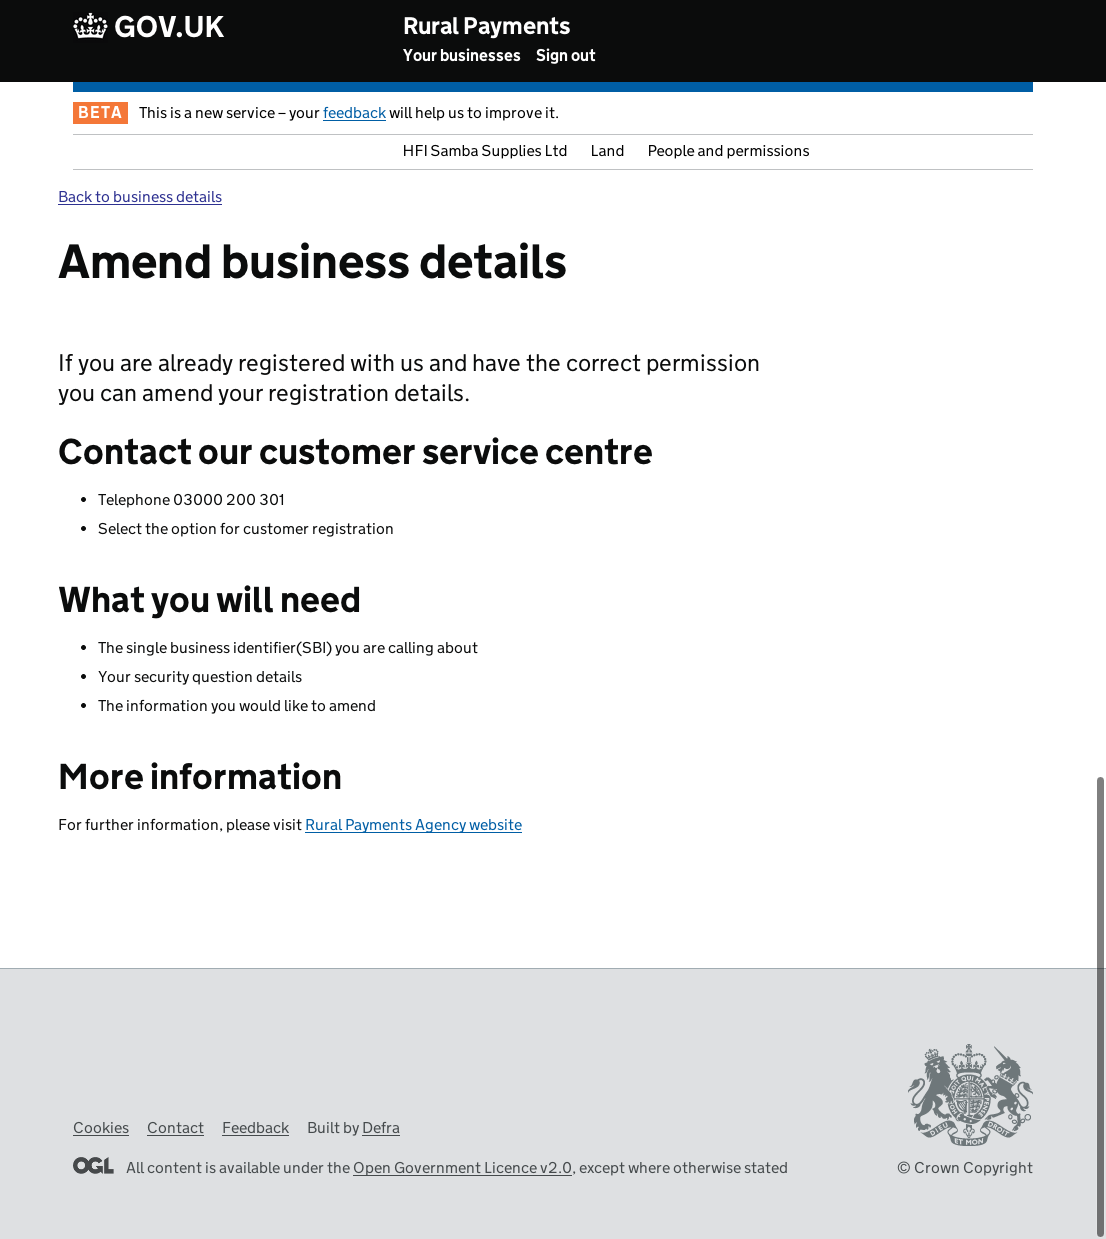 GOV.UK
Rural Payments
Your businesses Sign out
BETA This is a new service – your feedback will help us to improve it.
HFI Samba Supplies Ltd Land People and permissions
Back to business details
Amend business details
If you are already registered with us and have the correct permission
you can amend your registration details.
Contact our customer service centre
• Telephone 03000 200 301
• Select the option for customer registration
What you will need
• The single business identifier(SBI) you are calling about
• Your security question details
• The information you would like to amend
More information
For further information, please visit Rural Payments Agency website
Cookies Contact Feedback Built by Defra
OGL All content is available under the Open Government Licence v2.0, except where otherwise stated
DIEU ET MON DROIT
© Crown Copyright